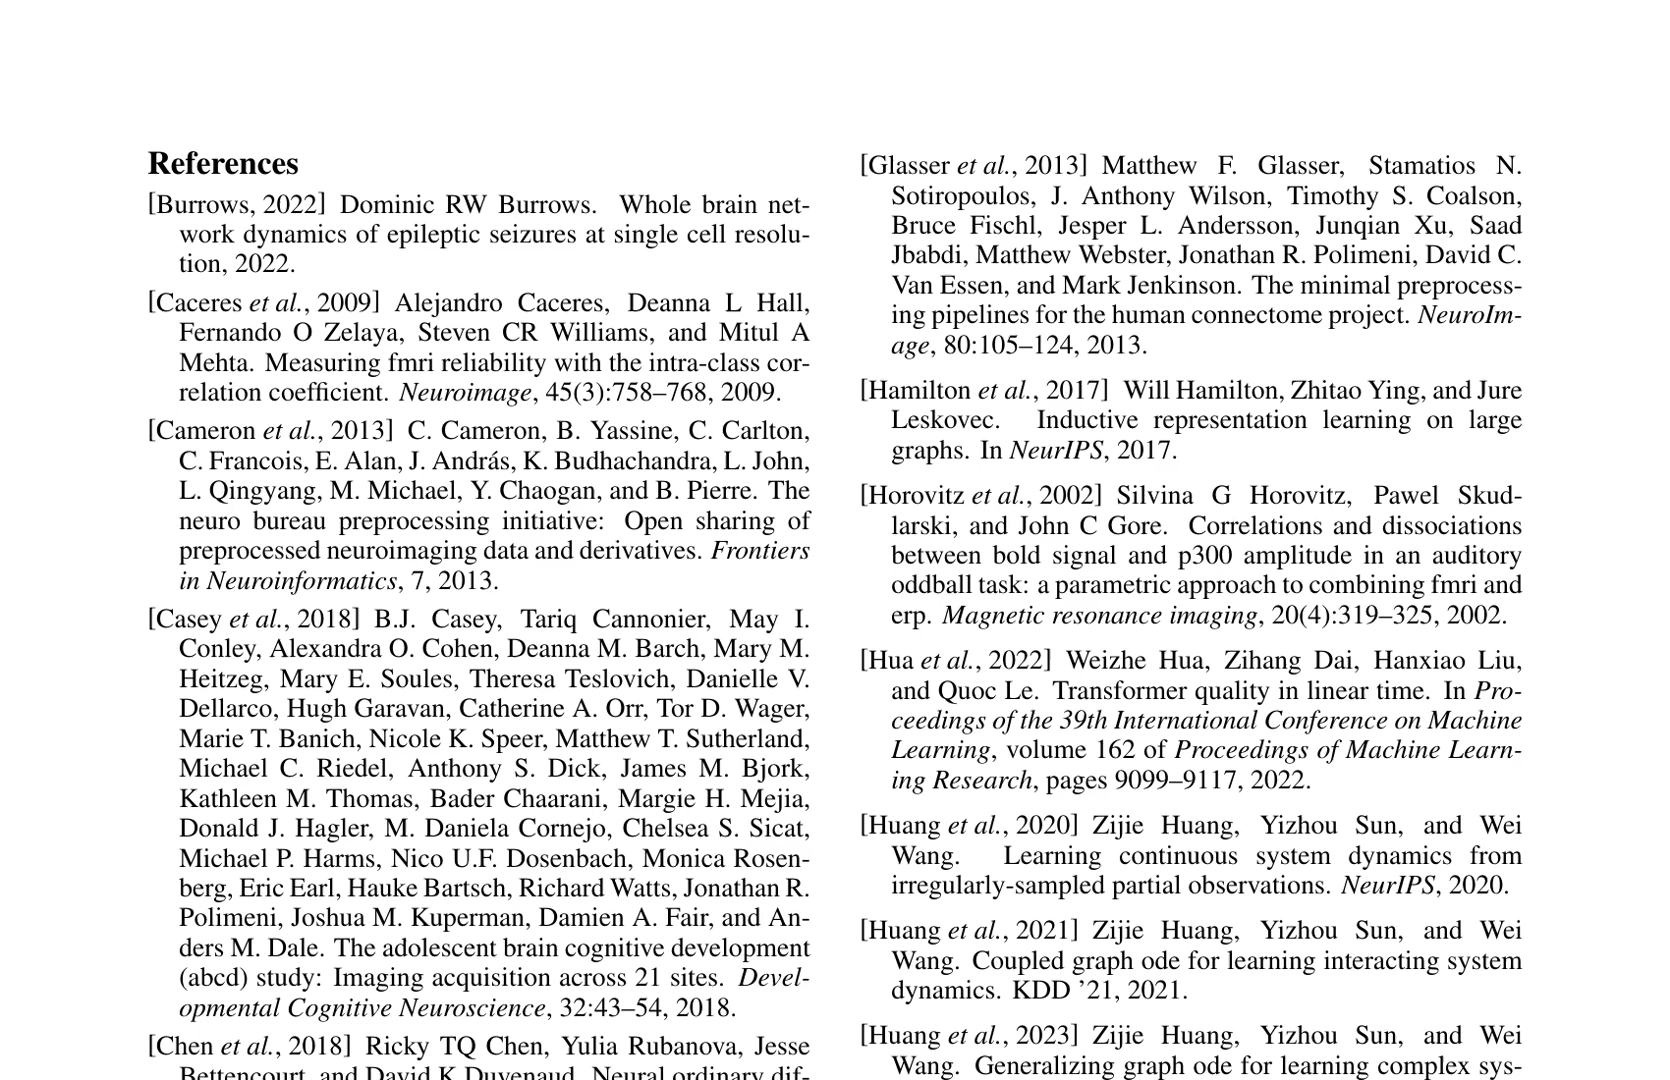 References
[Burrows, 2022] Dominic RW Burrows. Whole brain net-
work dynamics of epileptic seizures at single cell resolu-
tion, 2022.
[Caceres et al., 2009] Alejandro Caceres, Deanna L Hall,
Fernando O Zelaya, Steven CR Williams, and Mitul A
Mehta. Measuring fmri reliability with the intra-class cor-
relation coefficient. Neuroimage, 45(3):758–768, 2009.
[Cameron et al., 2013] C. Cameron, B. Yassine, C. Carlton,
C. Francois, E. Alan, J. András, K. Budhachandra, L. John,
L. Qingyang, M. Michael, Y. Chaogan, and B. Pierre. The
neuro bureau preprocessing initiative: Open sharing of
preprocessed neuroimaging data and derivatives. Frontiers
in Neuroinformatics, 7, 2013.
[Casey et al., 2018] B.J. Casey, Tariq Cannonier, May I.
Conley, Alexandra O. Cohen, Deanna M. Barch, Mary M.
Heitzeg, Mary E. Soules, Theresa Teslovich, Danielle V.
Dellarco, Hugh Garavan, Catherine A. Orr, Tor D. Wager,
Marie T. Banich, Nicole K. Speer, Matthew T. Sutherland,
Michael C. Riedel, Anthony S. Dick, James M. Bjork,
Kathleen M. Thomas, Bader Chaarani, Margie H. Mejia,
Donald J. Hagler, M. Daniela Cornejo, Chelsea S. Sicat,
Michael P. Harms, Nico U.F. Dosenbach, Monica Rosen-
berg, Eric Earl, Hauke Bartsch, Richard Watts, Jonathan R.
Polimeni, Joshua M. Kuperman, Damien A. Fair, and An-
ders M. Dale. The adolescent brain cognitive development
(abcd) study: Imaging acquisition across 21 sites. Devel-
opmental Cognitive Neuroscience, 32:43–54, 2018.
[Chen et al., 2018] Ricky TQ Chen, Yulia Rubanova, Jesse
Bettencourt, and David K Duvenaud. Neural ordinary dif-
[Glasser et al., 2013] Matthew F. Glasser, Stamatios N.
Sotiropoulos, J. Anthony Wilson, Timothy S. Coalson,
Bruce Fischl, Jesper L. Andersson, Junqian Xu, Saad
Jbabdi, Matthew Webster, Jonathan R. Polimeni, David C.
Van Essen, and Mark Jenkinson. The minimal preprocess-
ing pipelines for the human connectome project. NeuroIm-
age, 80:105–124, 2013.
[Hamilton et al., 2017] Will Hamilton, Zhitao Ying, and Jure
Leskovec. Inductive representation learning on large
graphs. In NeurIPS, 2017.
[Horovitz et al., 2002] Silvina G Horovitz, Pawel Skud-
larski, and John C Gore. Correlations and dissociations
between bold signal and p300 amplitude in an auditory
oddball task: a parametric approach to combining fmri and
erp. Magnetic resonance imaging, 20(4):319–325, 2002.
[Hua et al., 2022] Weizhe Hua, Zihang Dai, Hanxiao Liu,
and Quoc Le. Transformer quality in linear time. In Pro-
ceedings of the 39th International Conference on Machine
Learning, volume 162 of Proceedings of Machine Learn-
ing Research, pages 9099–9117, 2022.
[Huang et al., 2020] Zijie Huang, Yizhou Sun, and Wei
Wang. Learning continuous system dynamics from
irregularly-sampled partial observations. NeurIPS, 2020.
[Huang et al., 2021] Zijie Huang, Yizhou Sun, and Wei
Wang. Coupled graph ode for learning interacting system
dynamics. KDD ’21, 2021.
[Huang et al., 2023] Zijie Huang, Yizhou Sun, and Wei
Wang. Generalizing graph ode for learning complex sys-